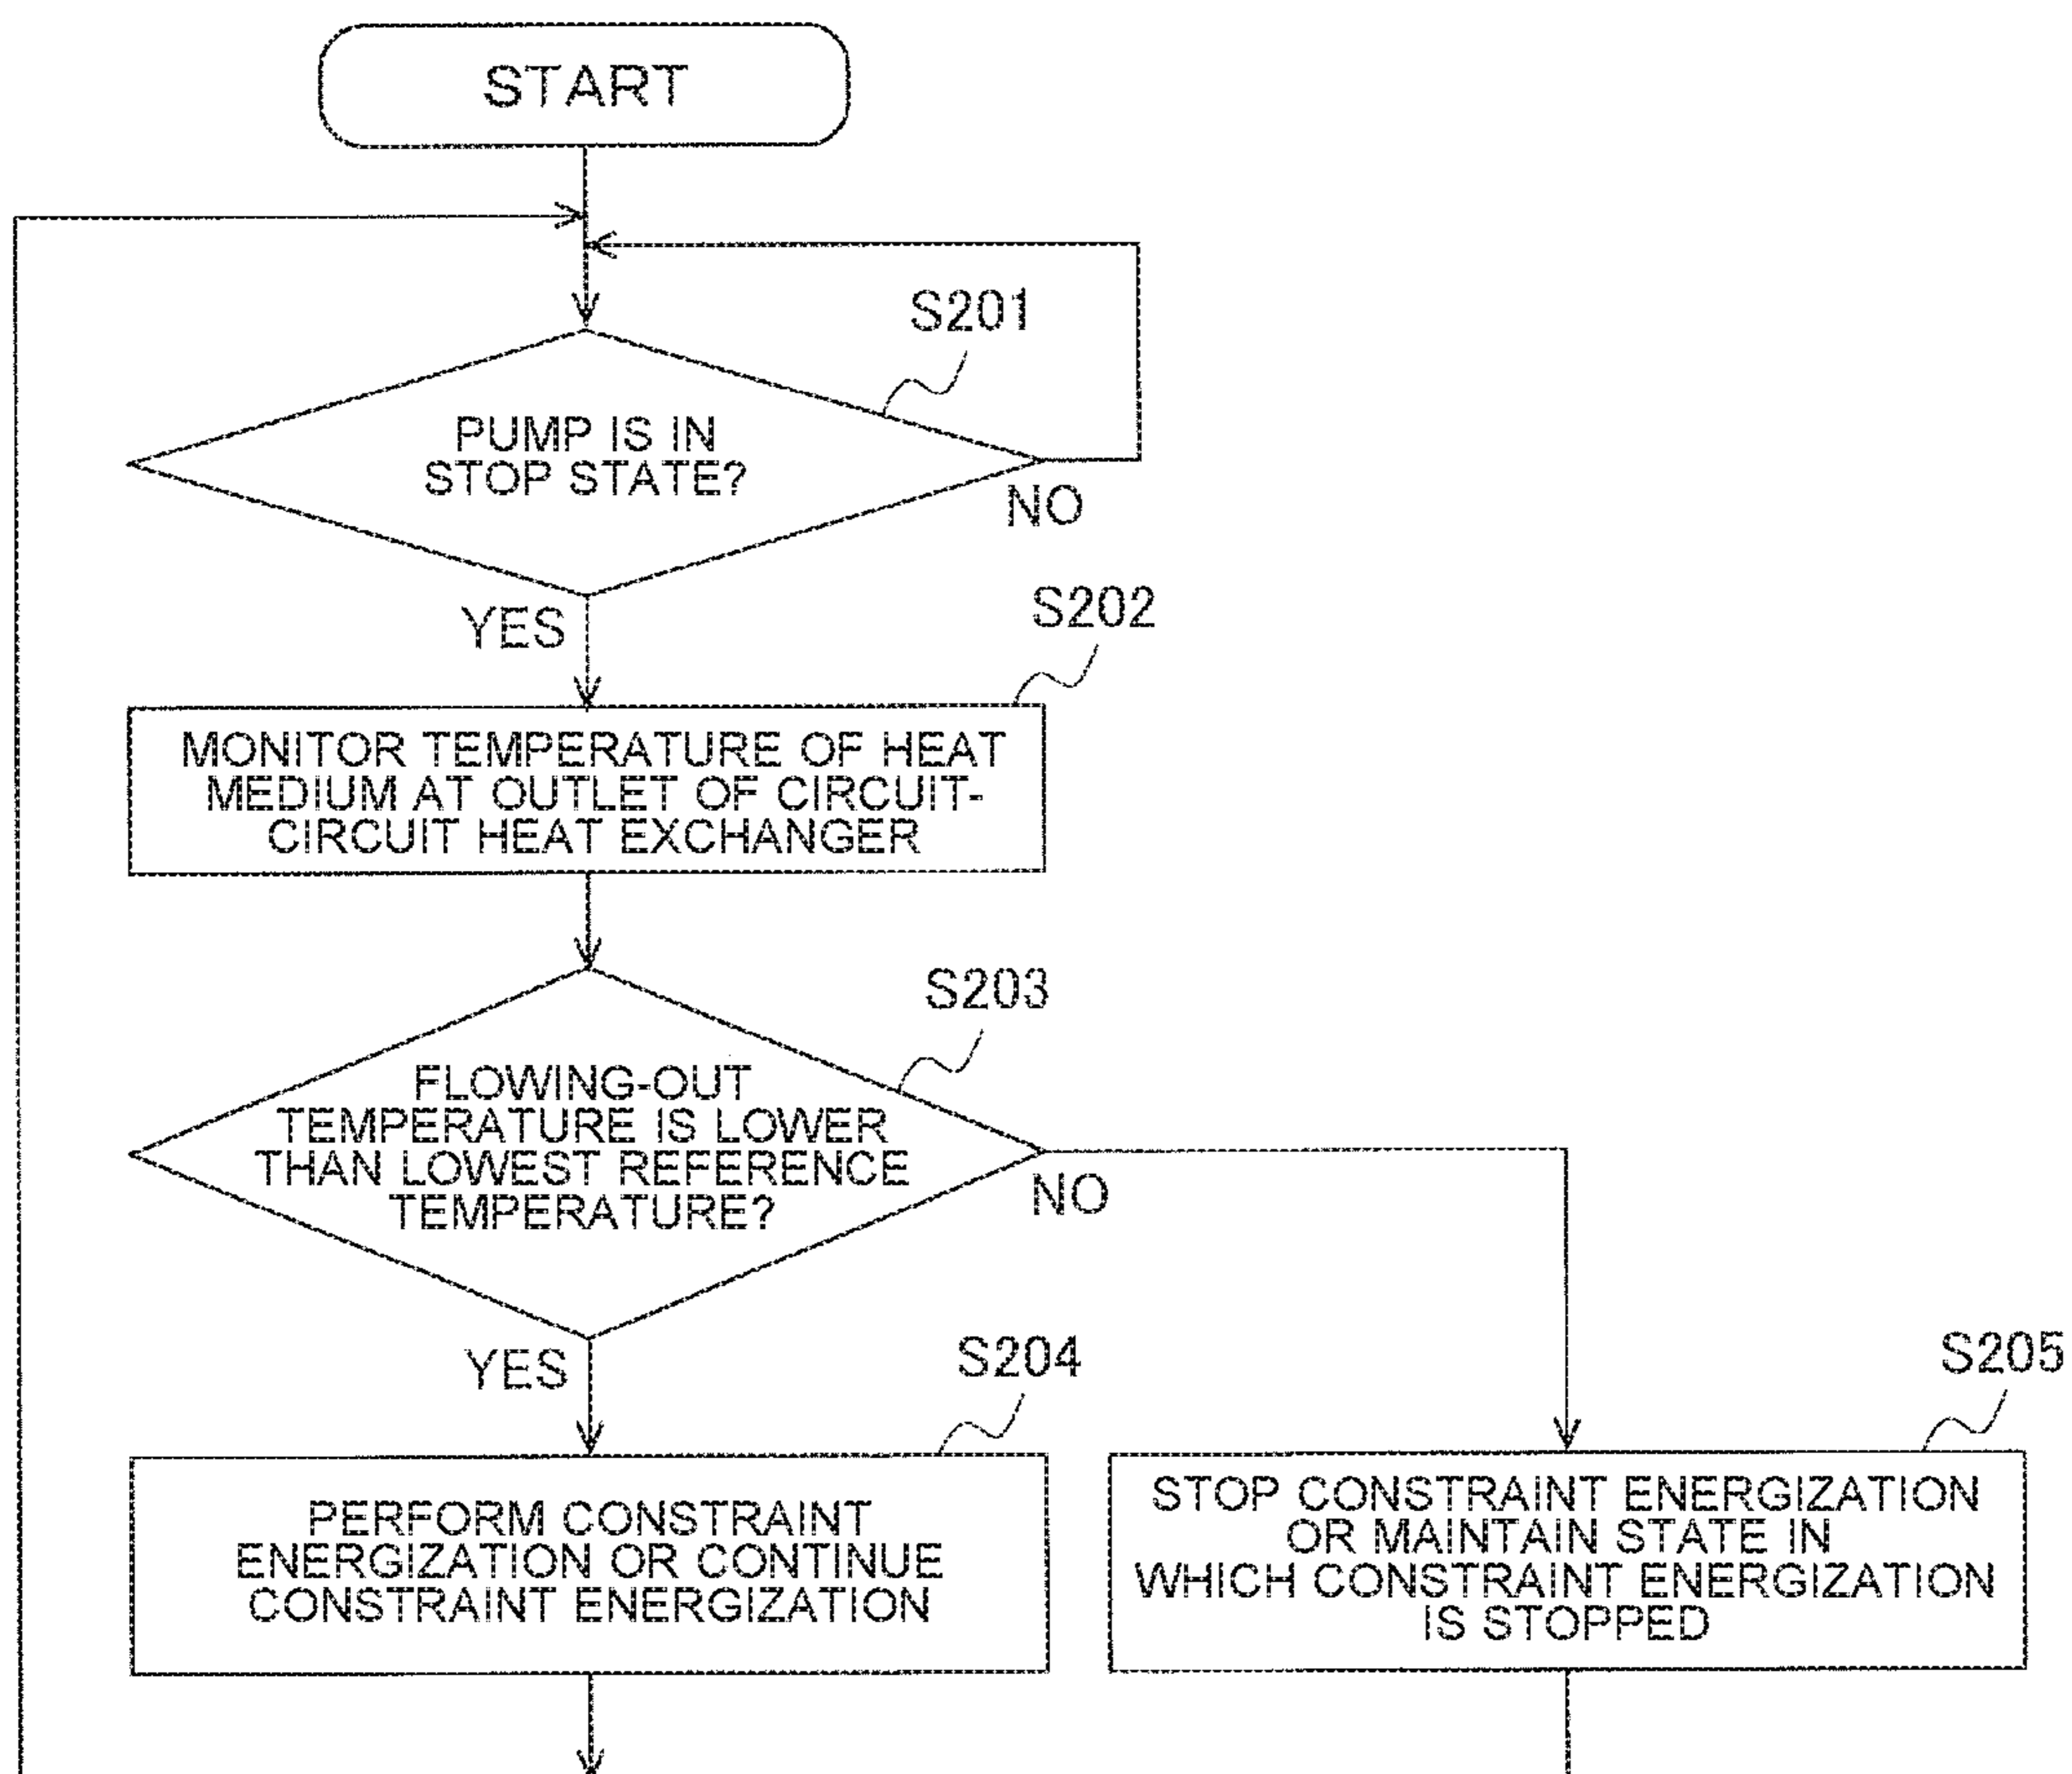 START
S201
PUMP IS IN
STOP STATE?
NO
YES
S202
MONITOR TEMPERATURE OF HEAT
MEDIUM AT OUTLET OF CIRCUIT-
CIRCUIT HEAT EXCHANGER
S203
FLOWING-OUT
TEMPERATURE IS LOWER
THAN LOWEST REFERENCE
TEMPERATURE?
NO
YES
S204
PERFORM CONSTRAINT
ENERGIZATION OR CONTINUE
CONSTRAINT ENERGIZATION
S205
STOP CONSTRAINT ENERGIZATION
OR MAINTAIN STATE IN
WHICH CONSTRAINT ENERGIZATION
IS STOPPED